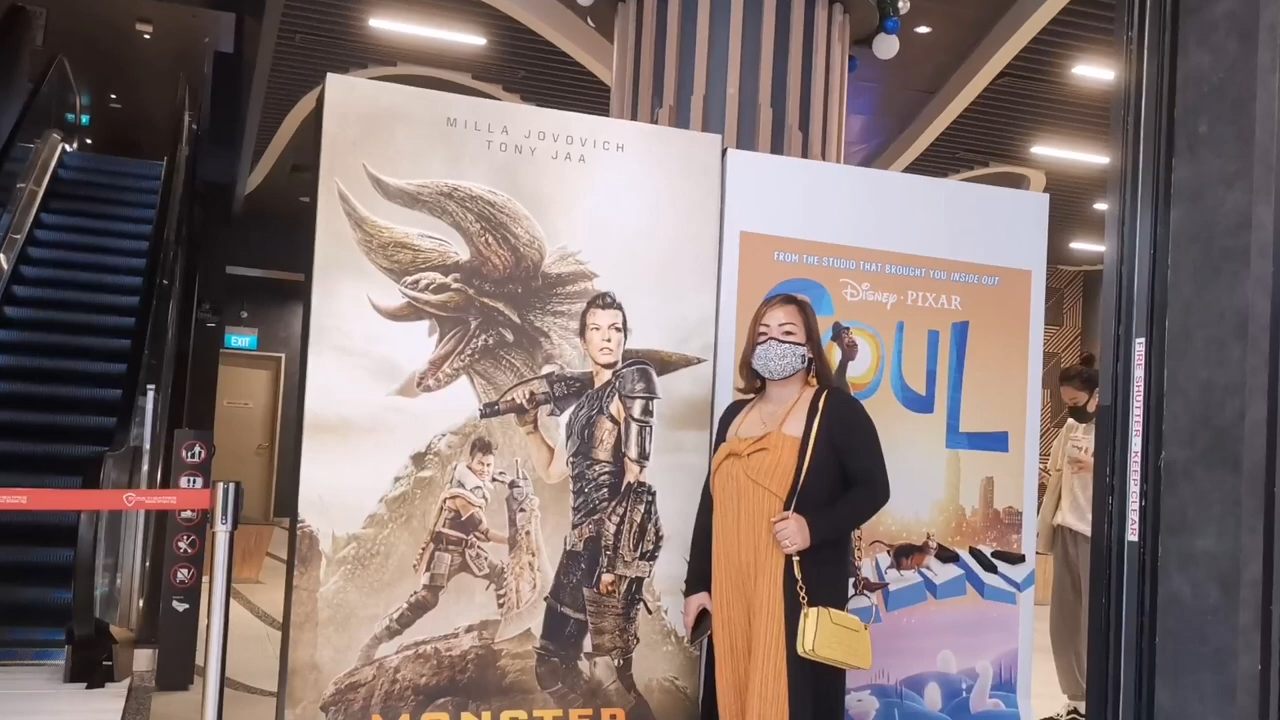 MILLA JOVOVICH
TONY JAA
MONSTER
FROM THE STUDIO THAT BROUGHT YOU INSIDE OUT
DISNEY · PIXAR
SOUL
EXIT
FIRE SHUTTER - KEEP CLEAR